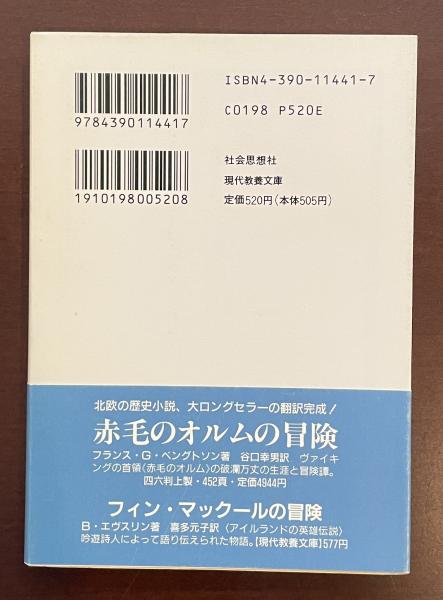 ISBN4-390-11441-7
9784390114417
C0198 P520E
1910198005208
社会思想社
現代教養文庫
定価520円(本体505円)
北欧の歴史小説、大ロングセラーの翻訳完成!
赤毛のオルムの冒険
フランス・G・ベングトソン著 谷口幸男訳 ヴァイキ
ングの首領〈赤毛のオルム〉の波瀾万丈の生涯と冒険譚。
四六判上製・452頁・定価4944円
フィン・マックールの冒険
B・エヴスリン著 喜多元子訳 〈アイルランドの英雄伝説〉
吟遊詩人によって語り伝えられた物語。【現代教養文庫】577円